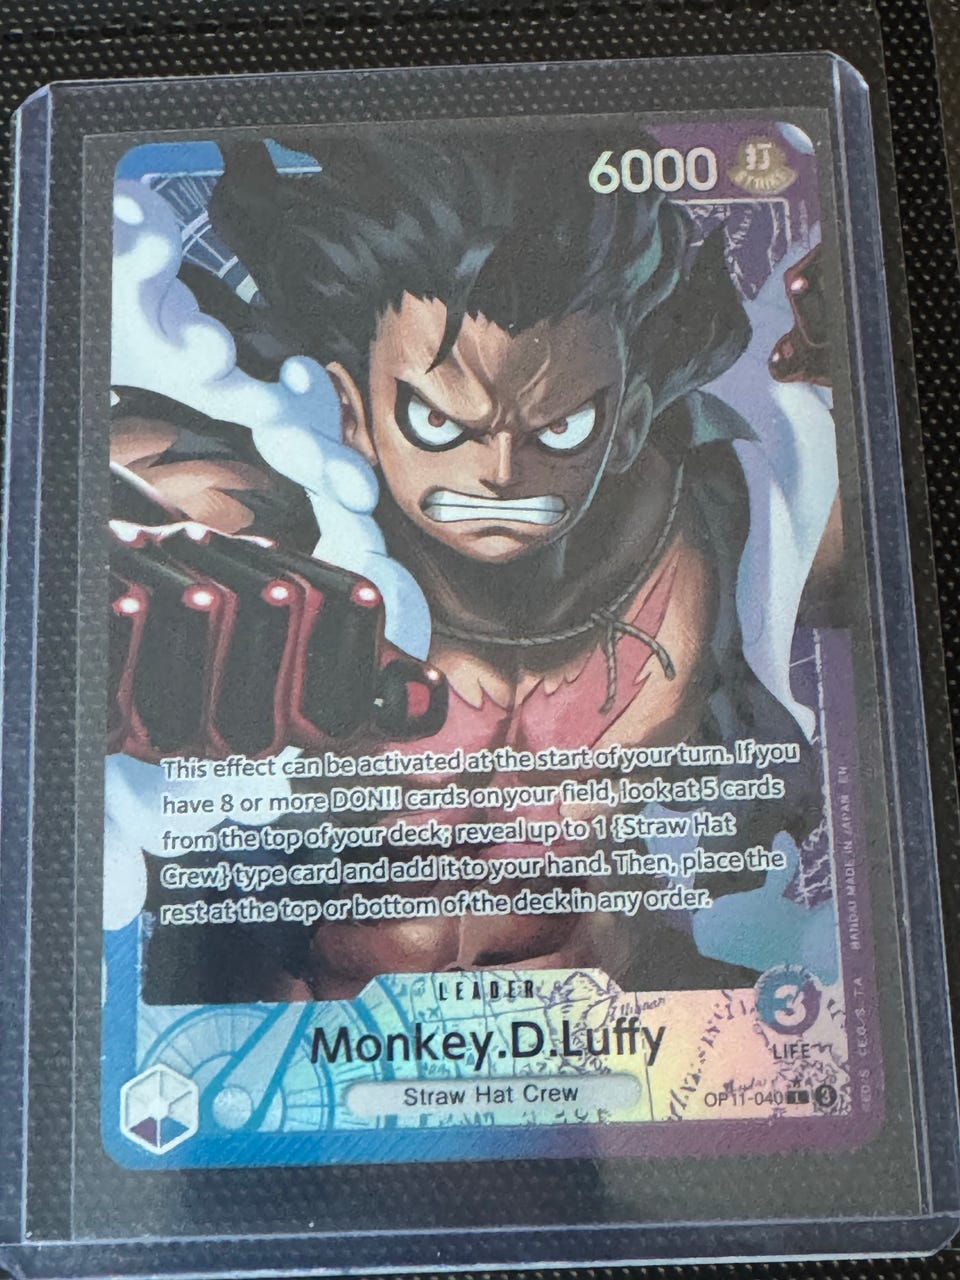 6000 打
STRIKE
This effect can be activated at the start of your turn. If you
have 8 or more DON!! cards on your field, look at 5 cards
from the top of your deck; reveal up to 1 {Straw Hat
Crew} type card and add it to your hand. Then, place the
rest at the top or bottom of the deck in any order.
LEADER
3
Monkey.D.Luffy
LIFE
Straw Hat Crew
OP11-040 L 3
BANDAI MADE IN JAPAN EN